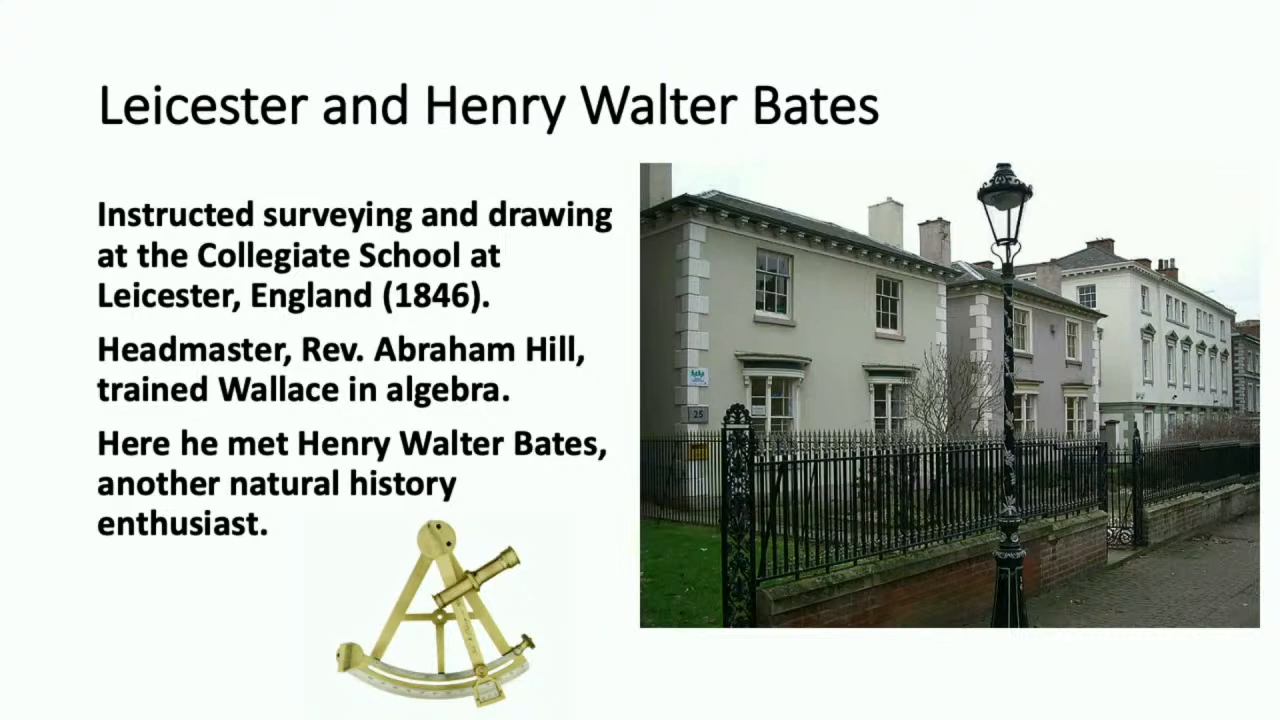 Leicester and Henry Walter Bates
Instructed surveying and drawing
at the Collegiate School at
Leicester, England (1846).
Headmaster, Rev. Abraham Hill,
trained Wallace in algebra.
Here he met Henry Walter Bates,
another natural history
enthusiast.
25